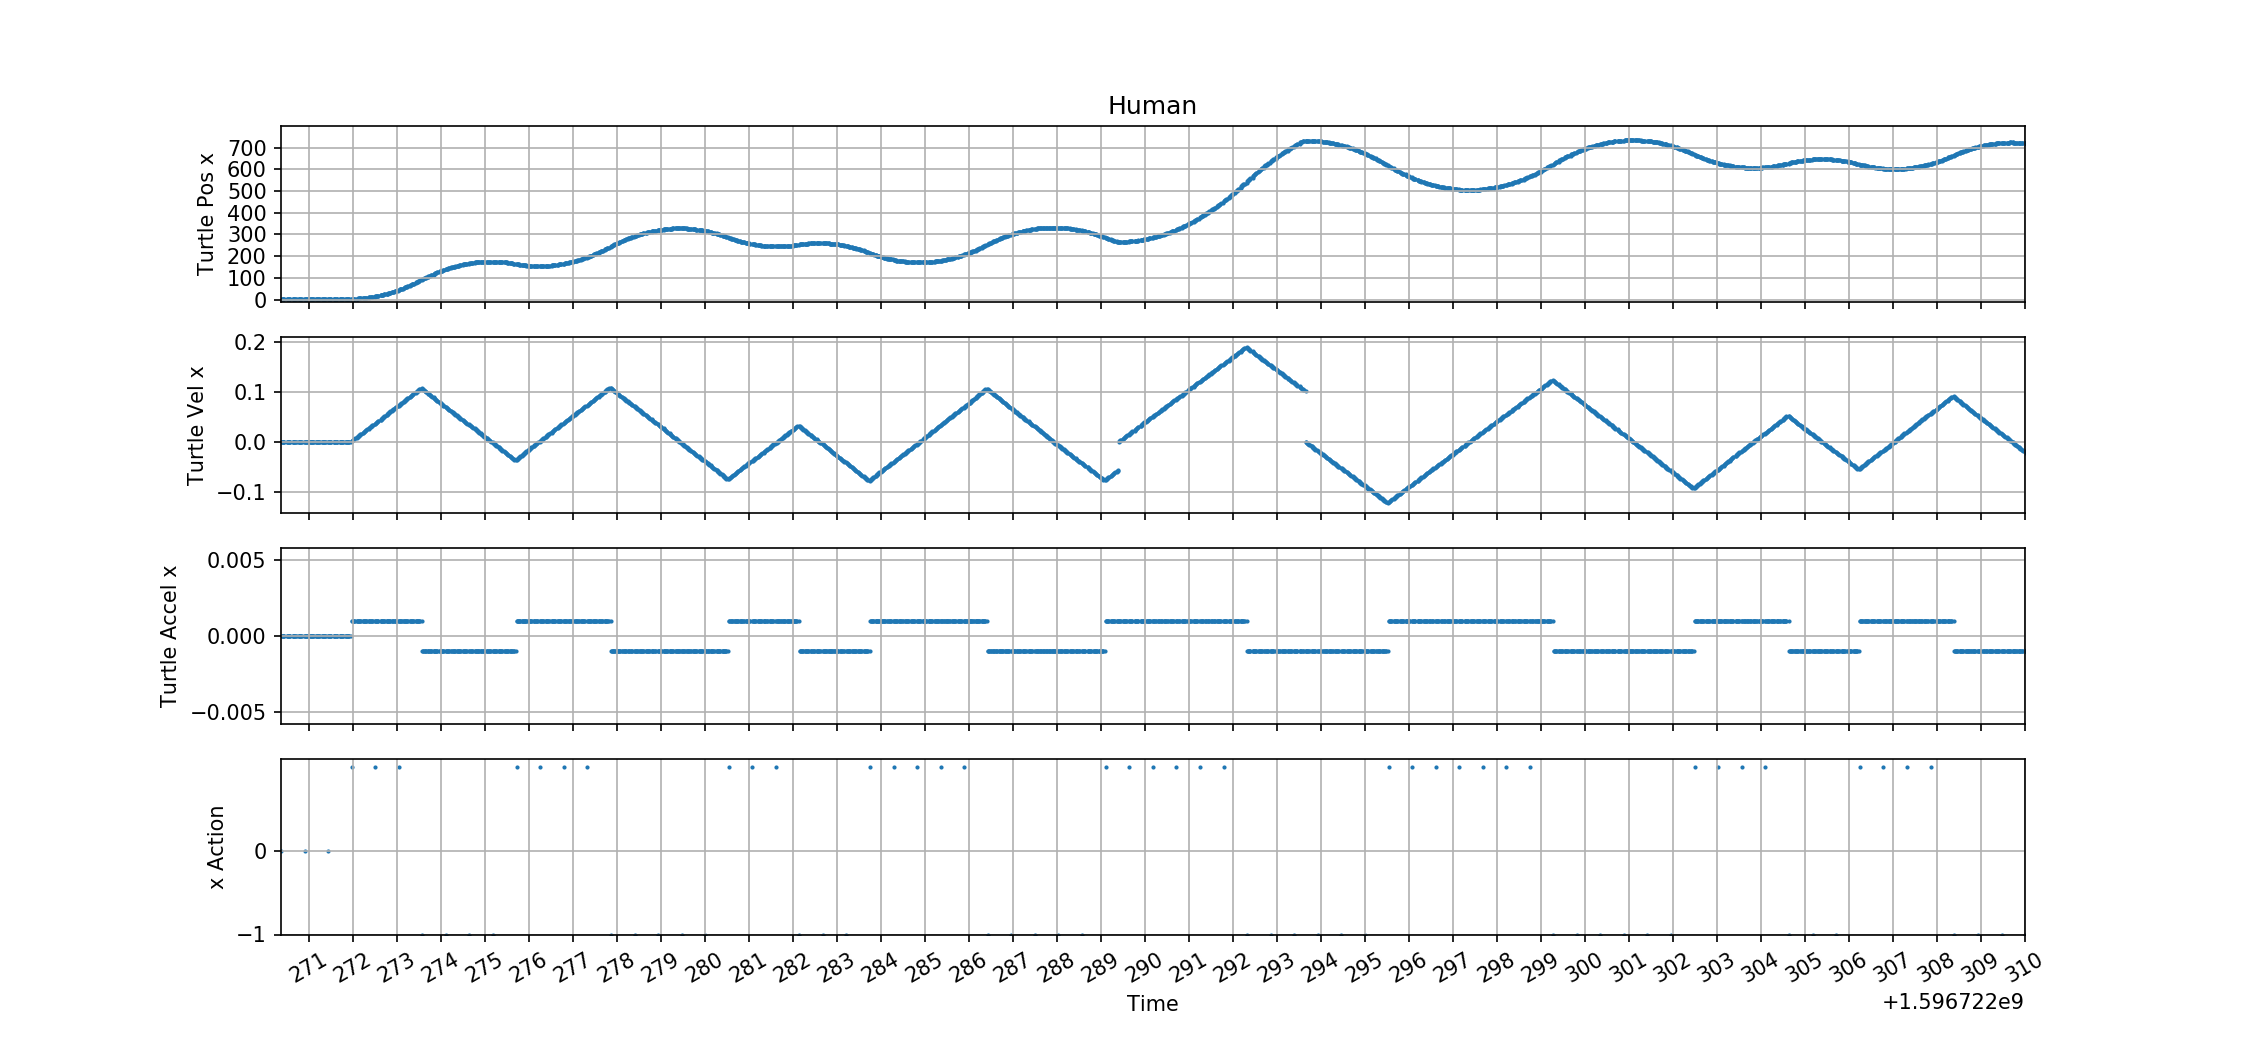 Human
Turtle Pos x
700
600
500
400
300
200
100
0
Turtle Vel x
0.2
0.1
0.0
−0.1
Turtle Accel x
0.005
0.000
−0.005
x Action
0
−1
271 272 273 274 275 276 277 278 279 280 281 282 283 284 285 286 287 288 289 290 291 292 293 294 295 296 297 298 299 300 301 302 303 304 305 306 307 308 309 310
Time
+1.596722e9